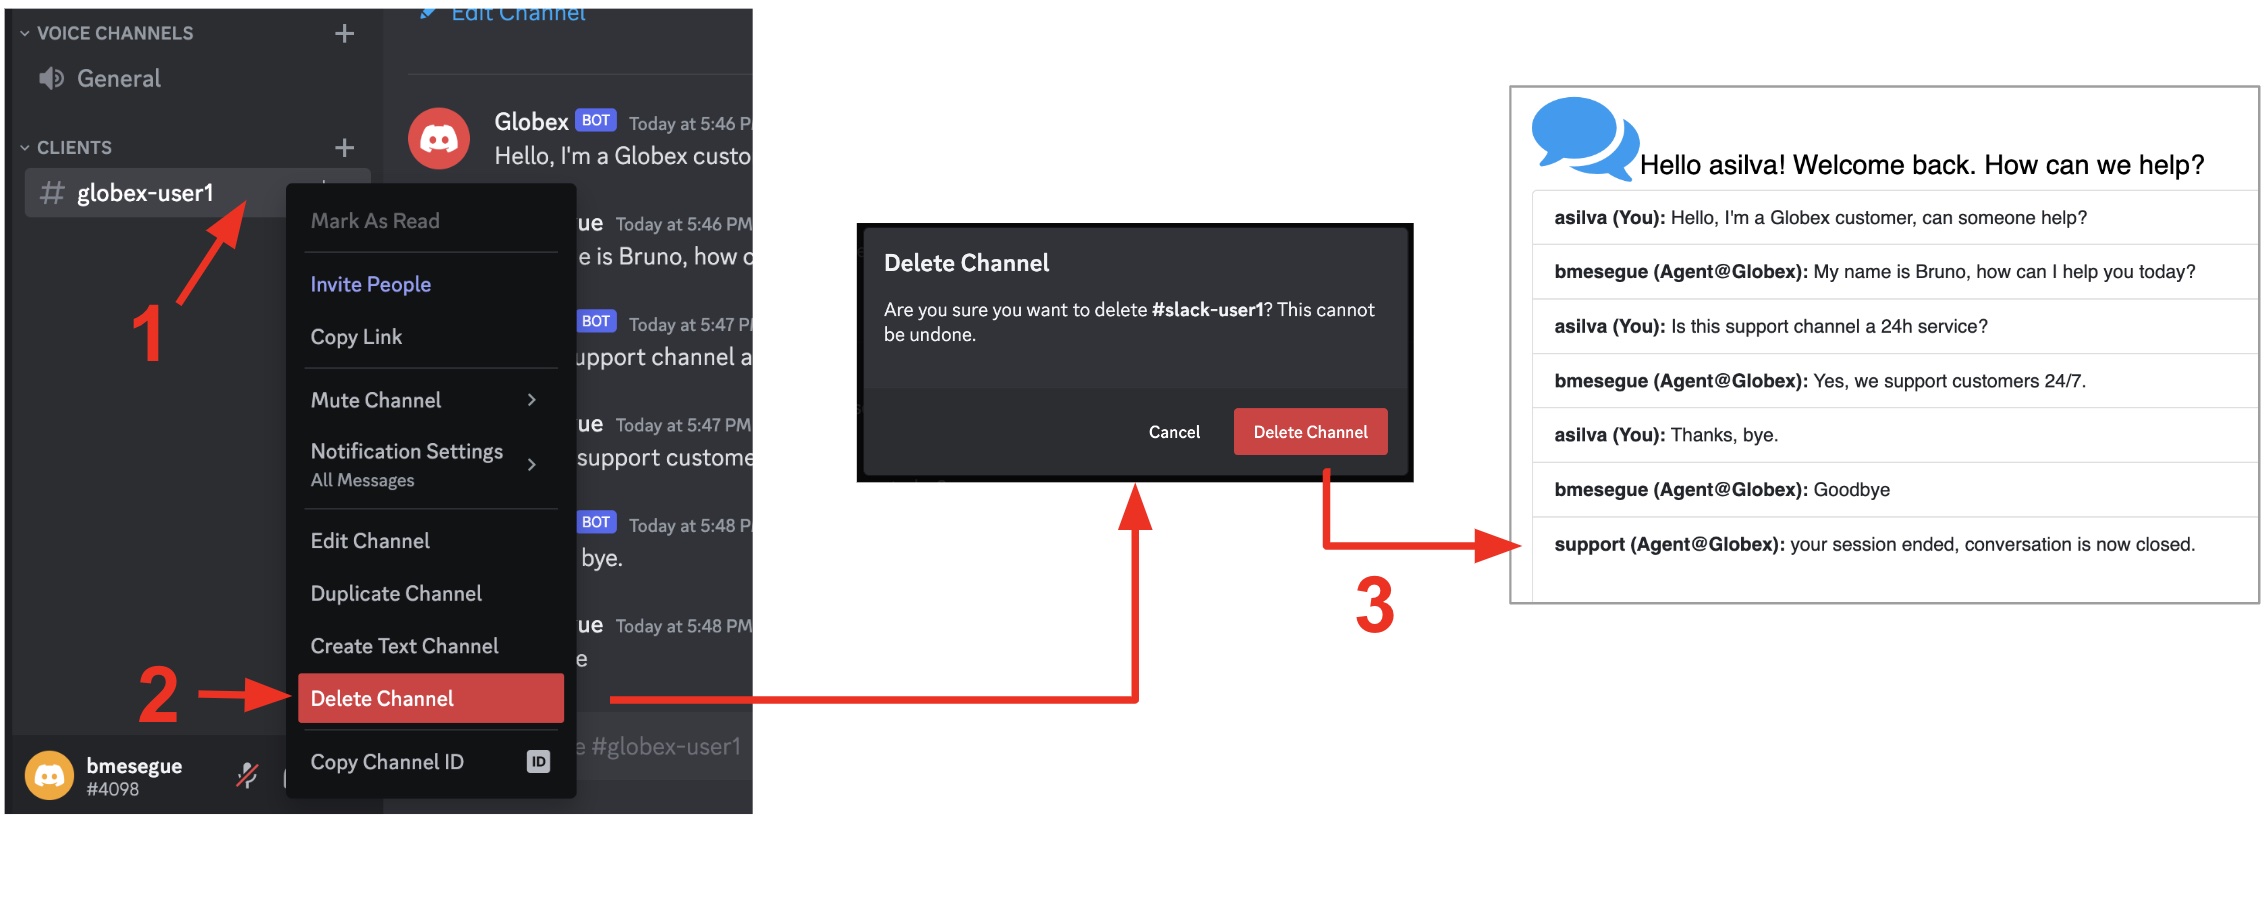 Edit Channel
VOICE CHANNELS
General
CLIENTS
globex-user1
1
2
bmesegue
#4098
Globex BOT Today at 5:46 P
Hello, I'm a Globex custo
ue Today at 5:46 PM
e is Bruno, how
BOT Today at 5:47 P
upport channel a
ue Today at 5:47 PM
support custome
BOT Today at 5:48 P
bye.
ue Today at 5:48 PM
e
e #globex-user1
Mark As Read
Invite People
Copy Link
Mute Channel
Notification Settings
All Messages
Edit Channel
Duplicate Channel
Create Text Channel
Delete Channel
Copy Channel ID ID
Delete Channel
Are you sure you want to delete #slack-user1? This cannot
be undone.
Cancel Delete Channel
3
Hello asilva! Welcome back. How can we help?
asilva (You): Hello, I'm a Globex customer, can someone help?
bmesegue (Agent@Globex): My name is Bruno, how can I help you today?
asilva (You): Is this support channel a 24h service?
bmesegue (Agent@Globex): Yes, we support customers 24/7.
asilva (You): Thanks, bye.
bmesegue (Agent@Globex): Goodbye
support (Agent@Globex): your session ended, conversation is now closed.